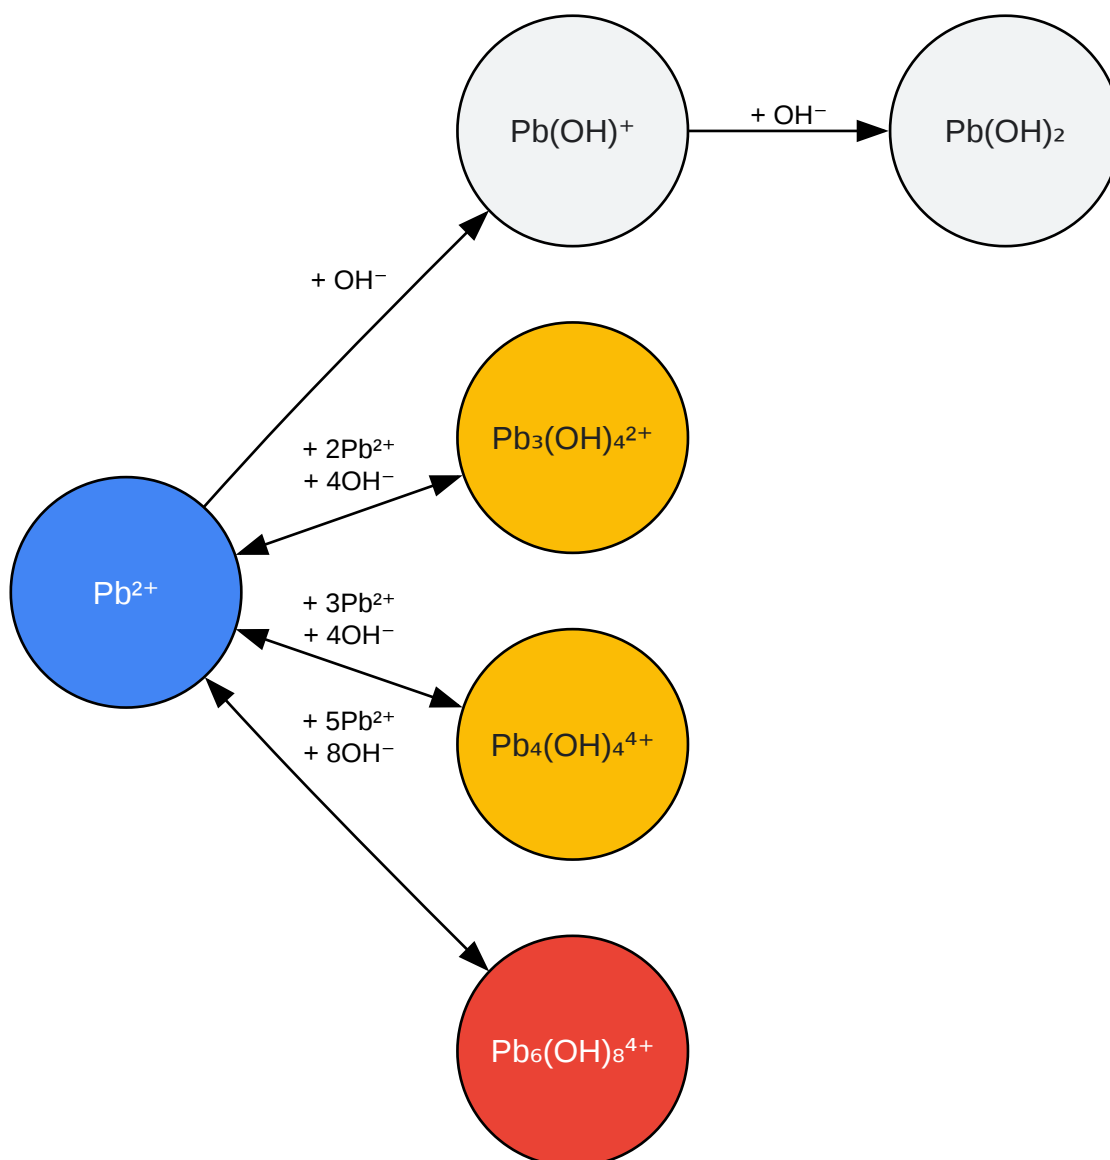 Pb(OH)⁺
+ OH⁻
Pb(OH)₂
+ OH⁻
Pb₃(OH)₄²⁺
+ 2Pb²⁺
+ 4OH⁻
Pb²⁺
+ 3Pb²⁺
+ 4OH⁻
+ 5Pb²⁺
+ 8OH⁻
Pb₄(OH)₄⁴⁺
Pb₆(OH)₈⁴⁺